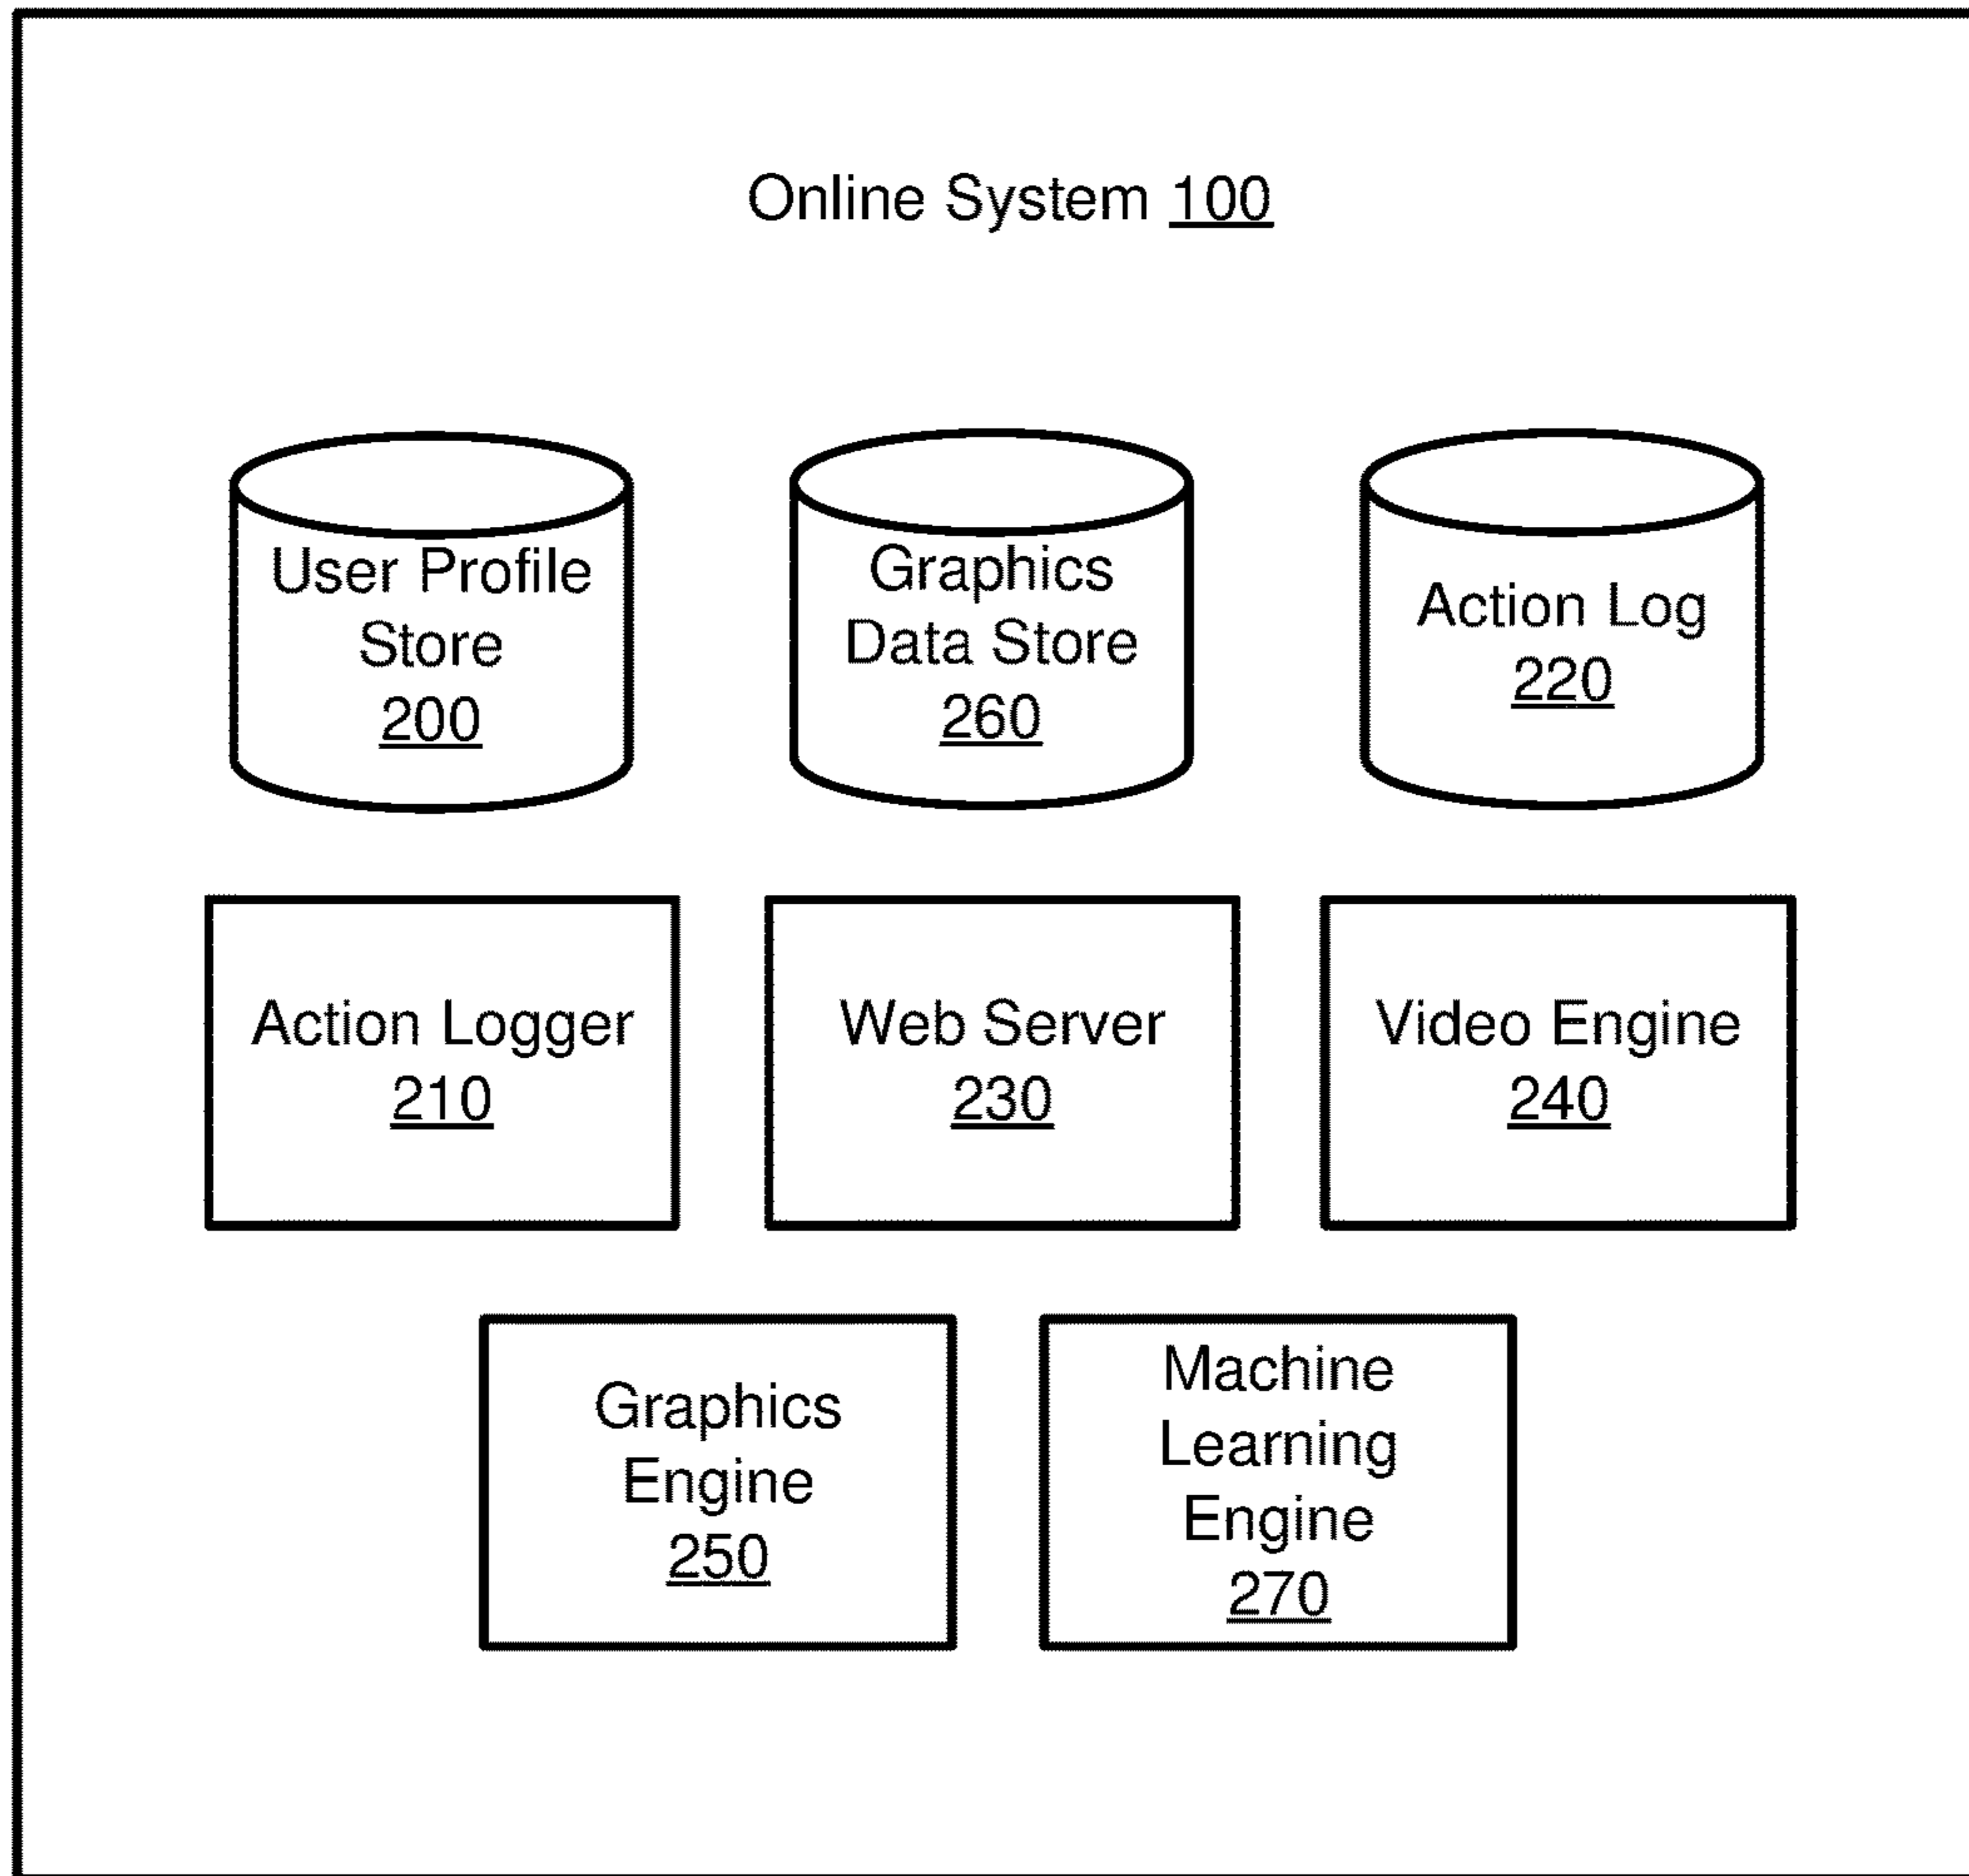 Online System 100
User Profile
Store
200
Graphics
Data Store
260
Action Log
220
Action Logger
210
Web Server
230
Video Engine
240
Graphics
Engine
250
Machine
Learning
Engine
270